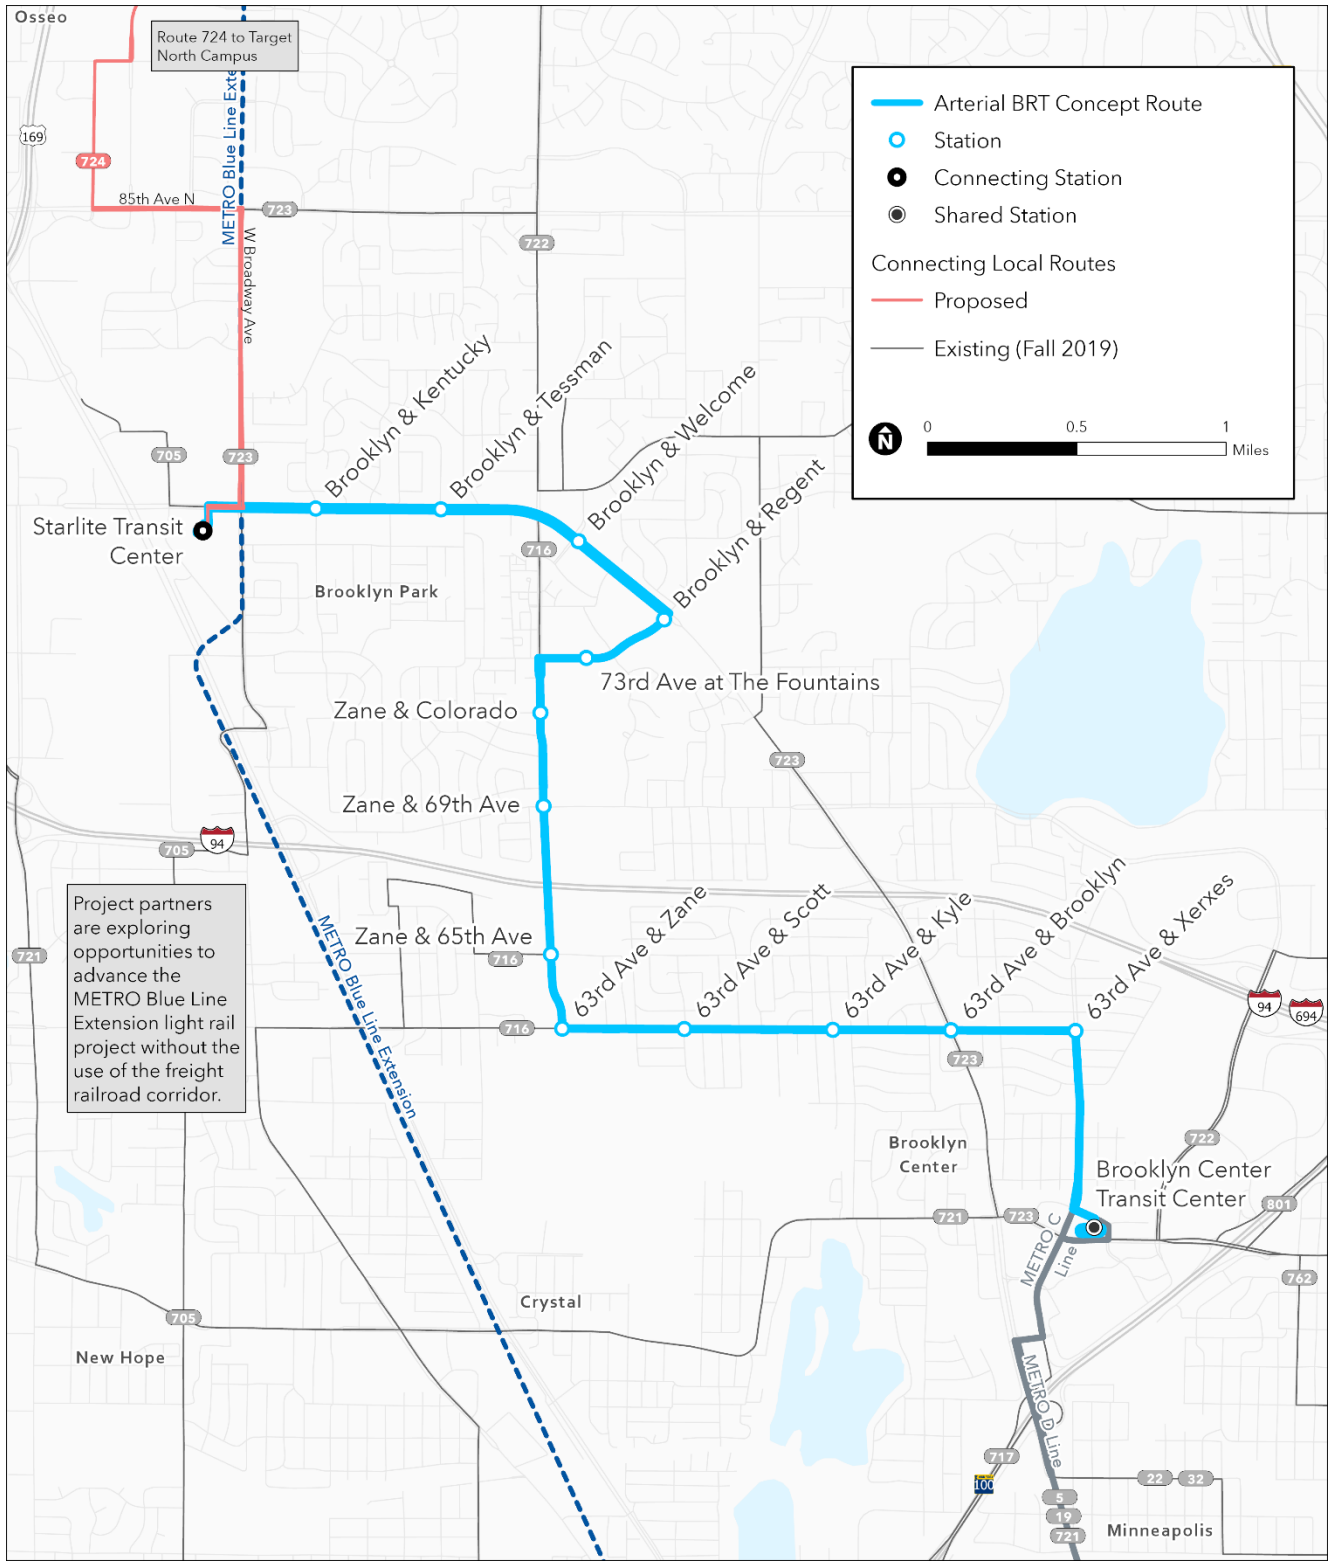 Osseo
Route 724 to Target
North Campus
METRO Blue Line Exte
169
724
85th Ave N
723
722
W Broadway Ave
Arterial BRT Concept Route
Station
Connecting Station
Shared Station
Connecting Local Routes
Proposed
Existing (Fall 2019)
N
0 0.5 1
Miles
705
723
Brooklyn & Kentucky
Brooklyn & Tessman
Brooklyn & Welcome
Brooklyn & Regent
Starlite Transit
Center
716
Brooklyn Park
73rd Ave at The Fountains
Zane & Colorado
723
Zane & 69th Ave
94
705
Project partners
are exploring
opportunities to
advance the
METRO Blue Line
Extension light rail
project without the
use of the freight
railroad corridor.
721
METRO Blue Line Extension
Zane & 65th Ave
716
63rd Ave & Zane
63rd Ave & Scott
63rd Ave & Kyle
63rd Ave & Brooklyn
63rd Ave & Xerxes
94
694
716
723
Brooklyn
Center
722
Brooklyn Center
Transit Center
801
721
723
METRO C
Line
762
Crystal
705
New Hope
METRO D Line
717
100
22
32
5
19
721
Minneapolis